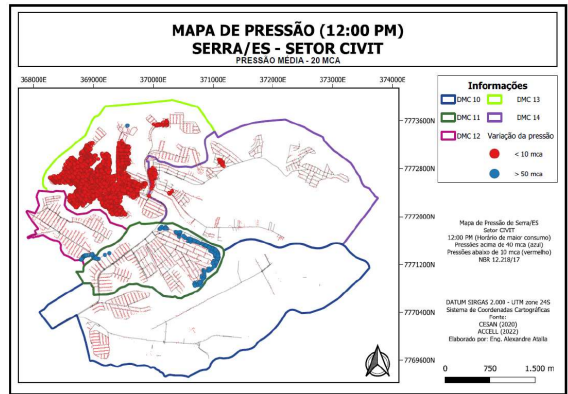 MAPA DE PRESSÃO (12:00 PM)
SERRA/ES - SETOR CIVIT
PRESSÃO MÉDIA - 20 MCA
368000E 369000E 370000E 371000E 372000E 373000E 374000E
7773600N
7772800N
7772000N
7771200N
7770400N
7769600N
Informações
DMC 10 DMC 13
DMC 11 DMC 14
DMC 12 Variação da pressão
< 10 mca
> 50 mca
Mapa de Pressão de Serra/ES
Setor CIVIT
12:00 PM (Horário de maior consumo)
Pressões acima de 40 mca (azul)
Pressões abaixo de 10 mca (vermelho)
NBR 12.218/17
DATUM SIRGAS 2.000 - UTM zone 24S
Sistema de Coordenadas Cartográficas
Fonte:
CESAN (2020)
ACCELL (2022)
Elaborado por: Eng. Alexandre Atalla
0 750 1.500 m